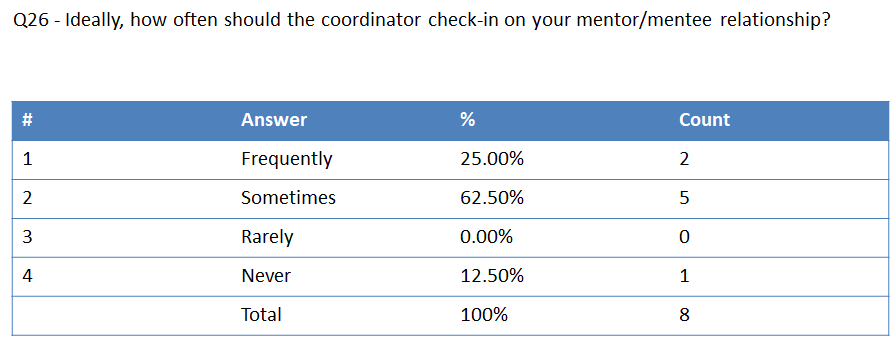 Q26 - Ideally, how often should the coordinator check-in on your mentor/mentee relationship?
# Answer % Count
1 Frequently 25.00% 2
2 Sometimes 62.50% 5
3 Rarely 0.00% 0
4 Never 12.50% 1
Total 100% 8